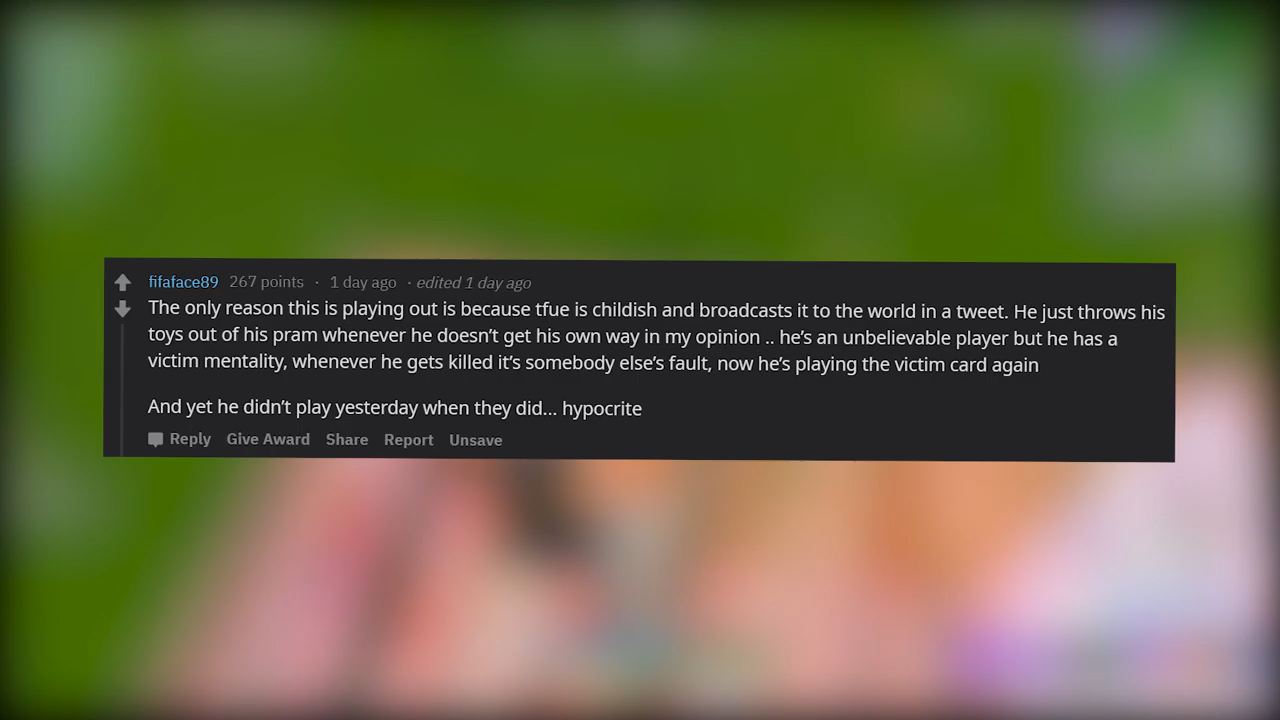 fifaface89 267 points · 1 day ago · edited 1 day ago
The only reason this is playing out is because tfue is childish and broadcasts it to the world in a tweet. He just throws his
toys out of his pram whenever he doesn’t get his own way in my opinion .. he’s an unbelievable player but he has a
victim mentality, whenever he gets killed it’s somebody else’s fault, now he’s playing the victim card again
And yet he didn’t play yesterday when they did... hypocrite
Reply Give Award Share Report Unsave